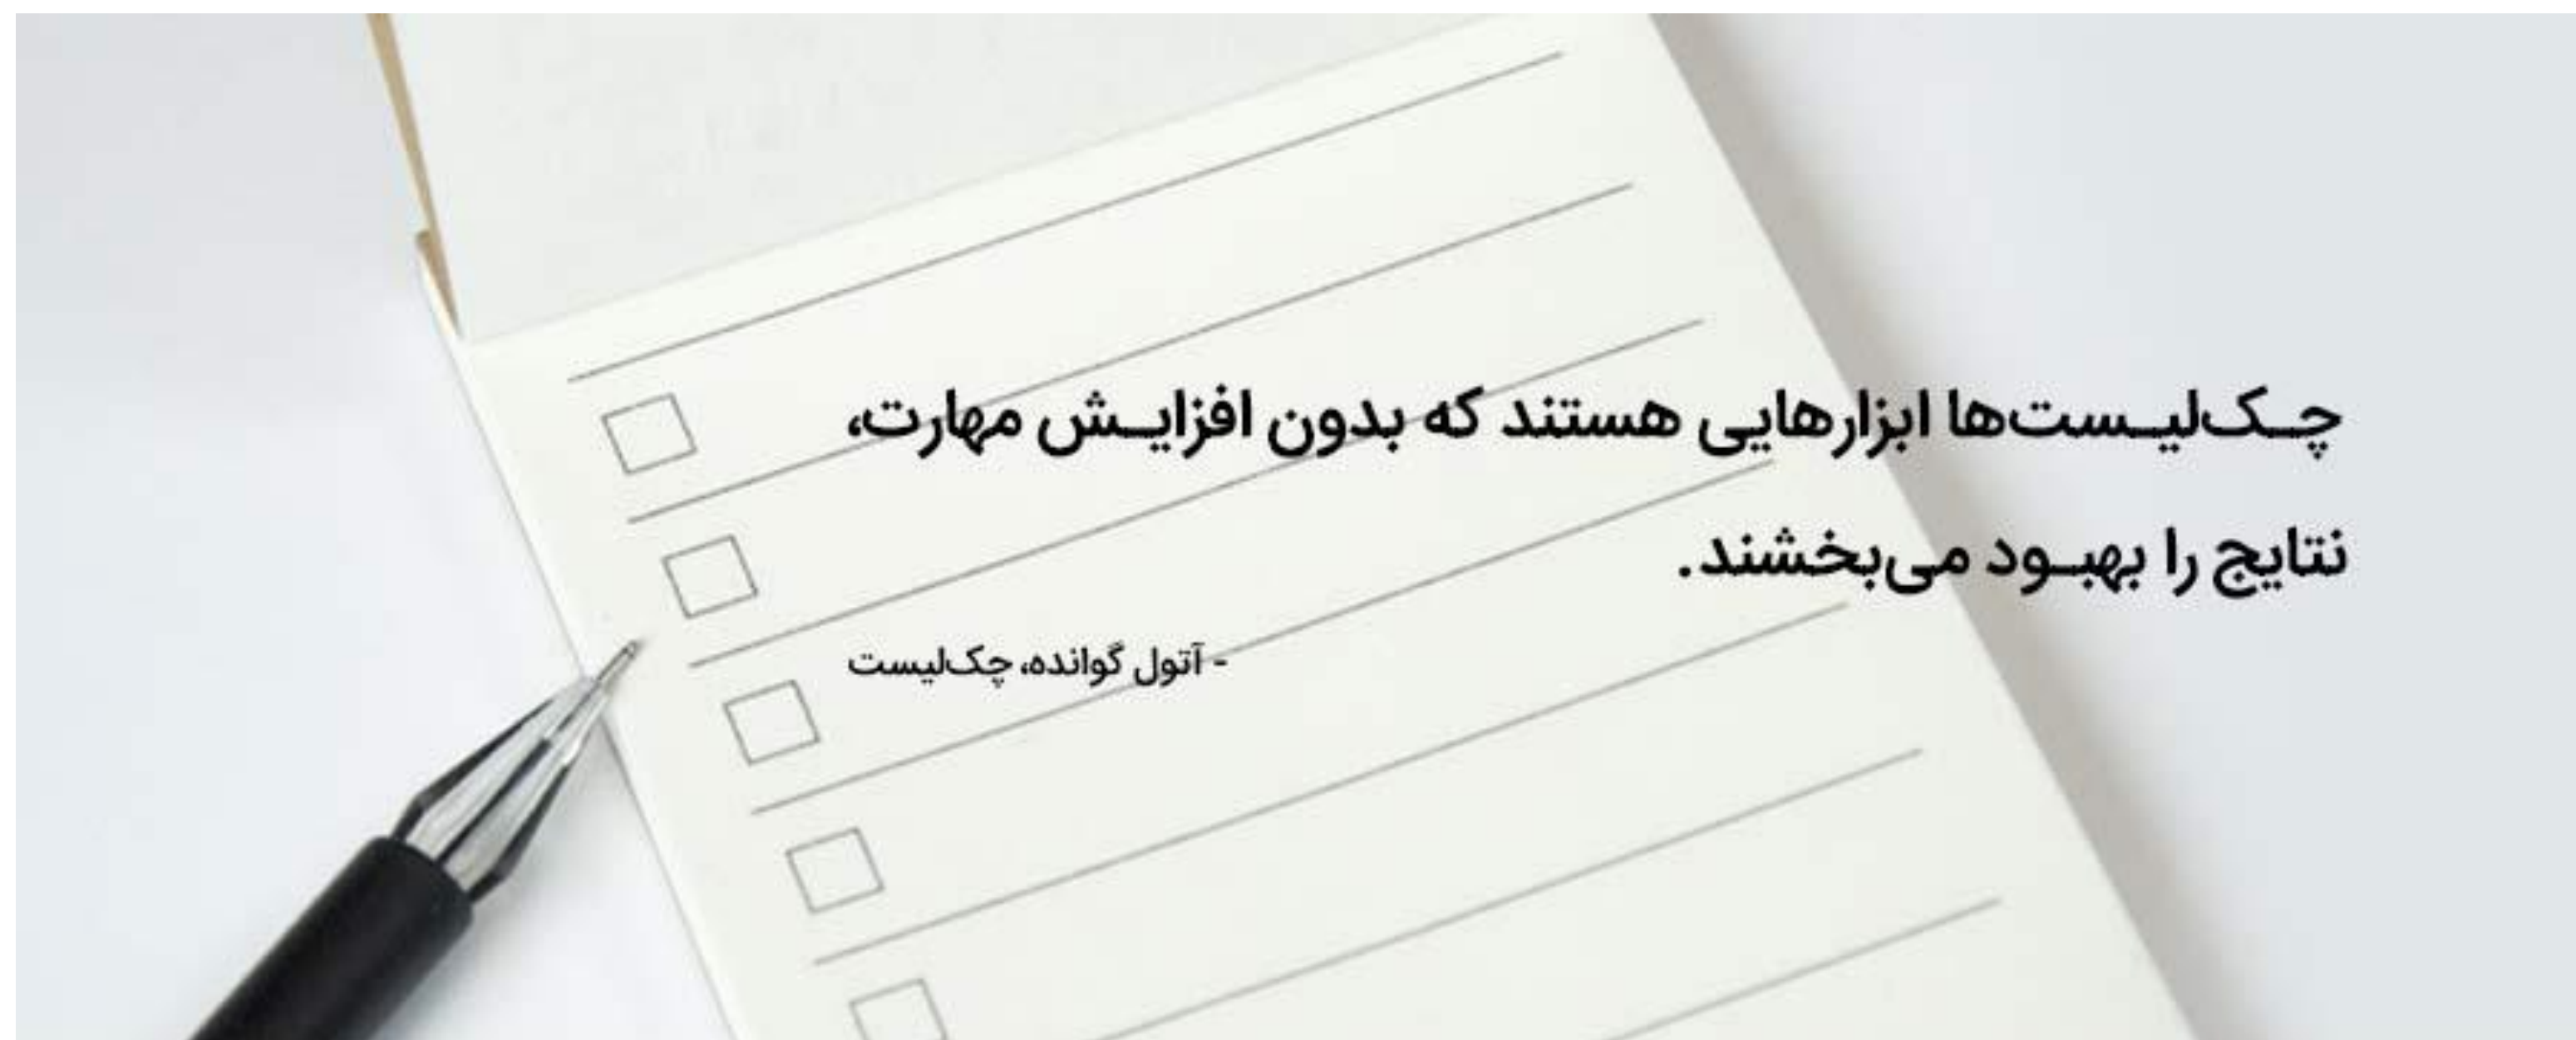 چک‌لیست‌ها ابزارهایی هستند که بدون افزایش مهارت،
نتایج را بهبود می‌بخشند.
- آتول گوانده، چک‌لیست